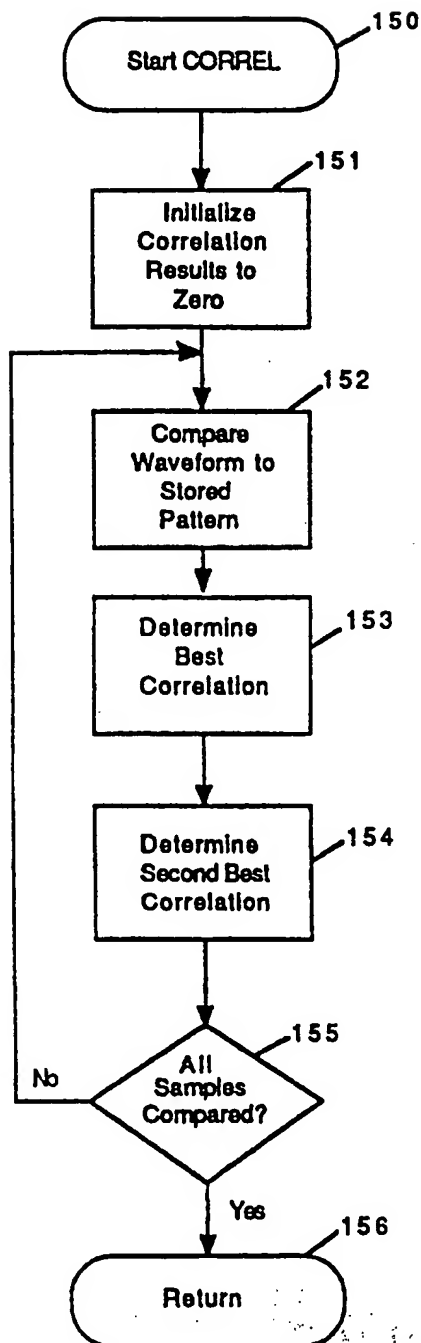 150
Start CORREL
151
Initialize
Correlation
Results to
Zero
152
Compare
Waveform to
Stored
Pattern
153
Determine
Best
Correlation
154
Determine
Second Best
Correlation
155
All
Samples
Compared?
No
Yes
156
Return